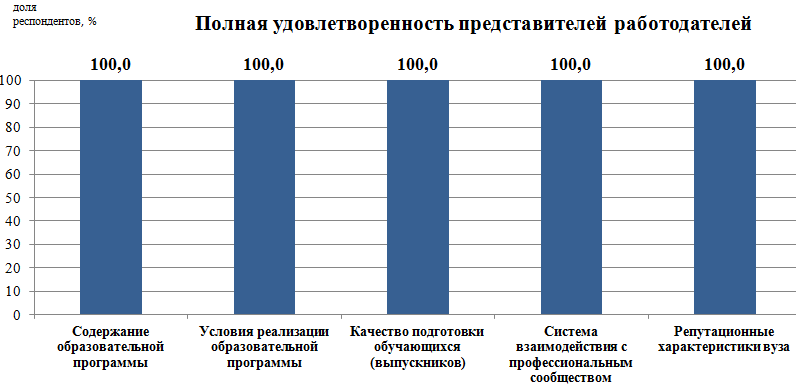 доля
респондентов, %
Полная удовлетворенность представителей работодателей
100,0 100,0 100,0 100,0 100,0
100
90
80
70
60
50
40
30
20
10
0
Содержание
образовательной
программы
Условия реализации
образовательной
программы
Качество подготовки
обучающихся
(выпускников)
Система
взаимодействия с
профессиональным
сообществом
Репутационные
характеристики вуза